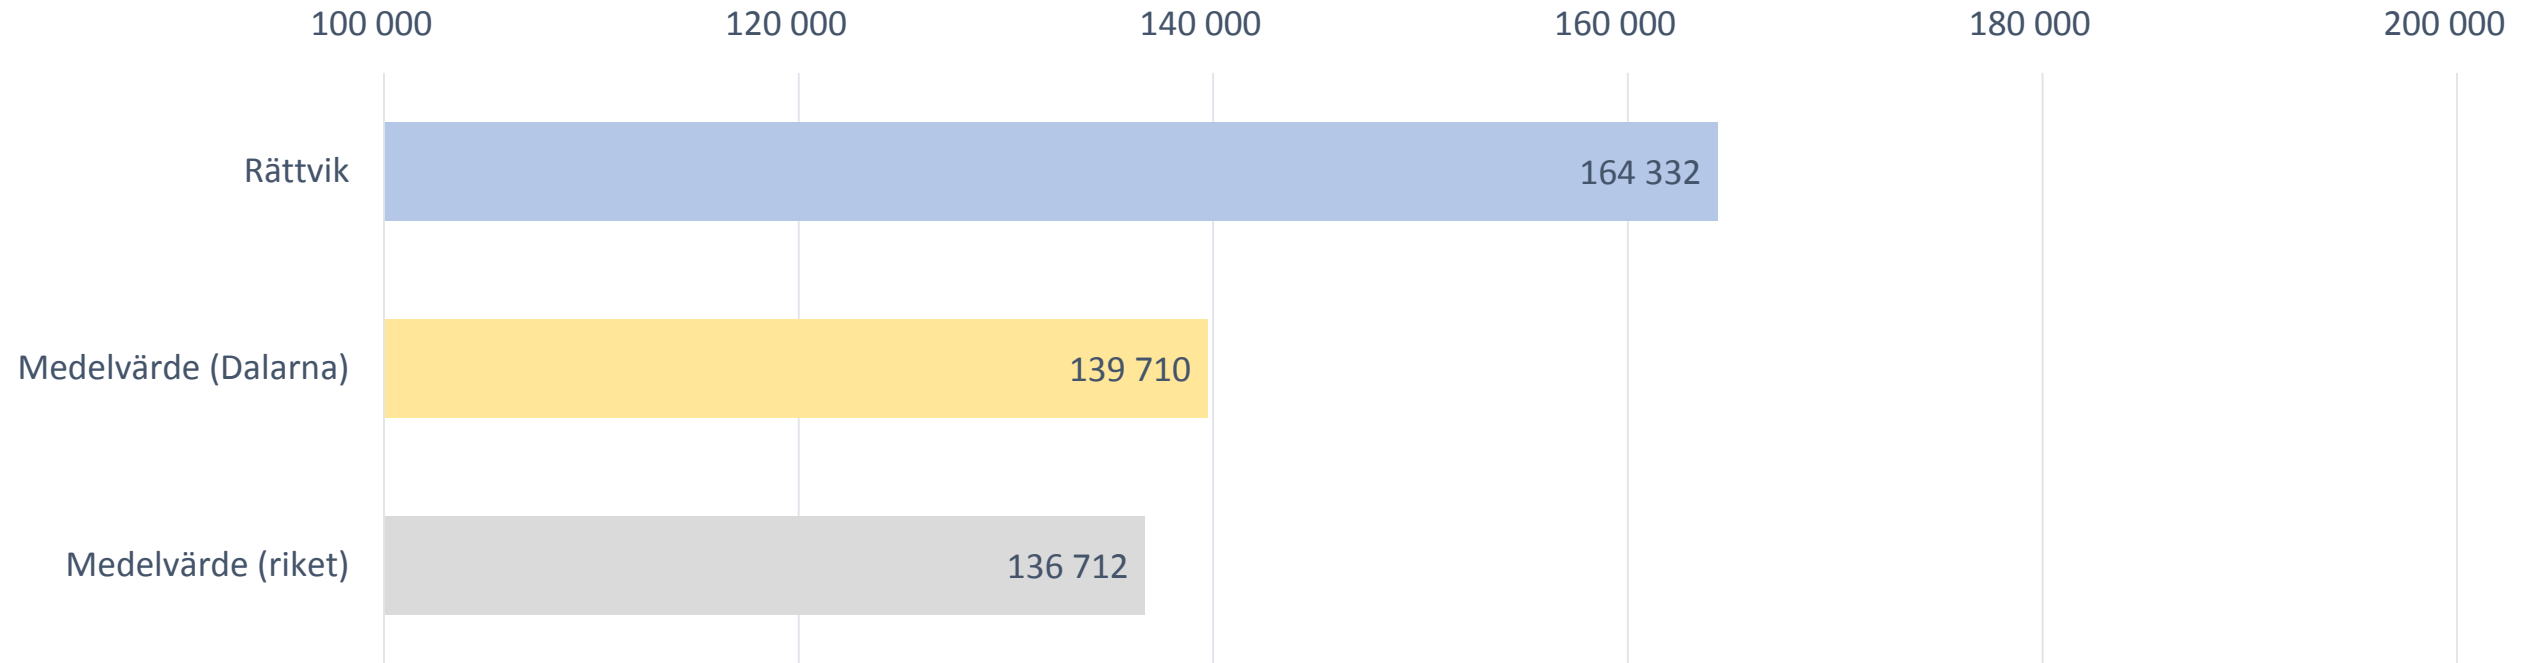 100 000 120 000 140 000 160 000 180 000 200 000
Rättvik 164 332
Medelvärde (Dalarna) 139 710
Medelvärde (riket) 136 712